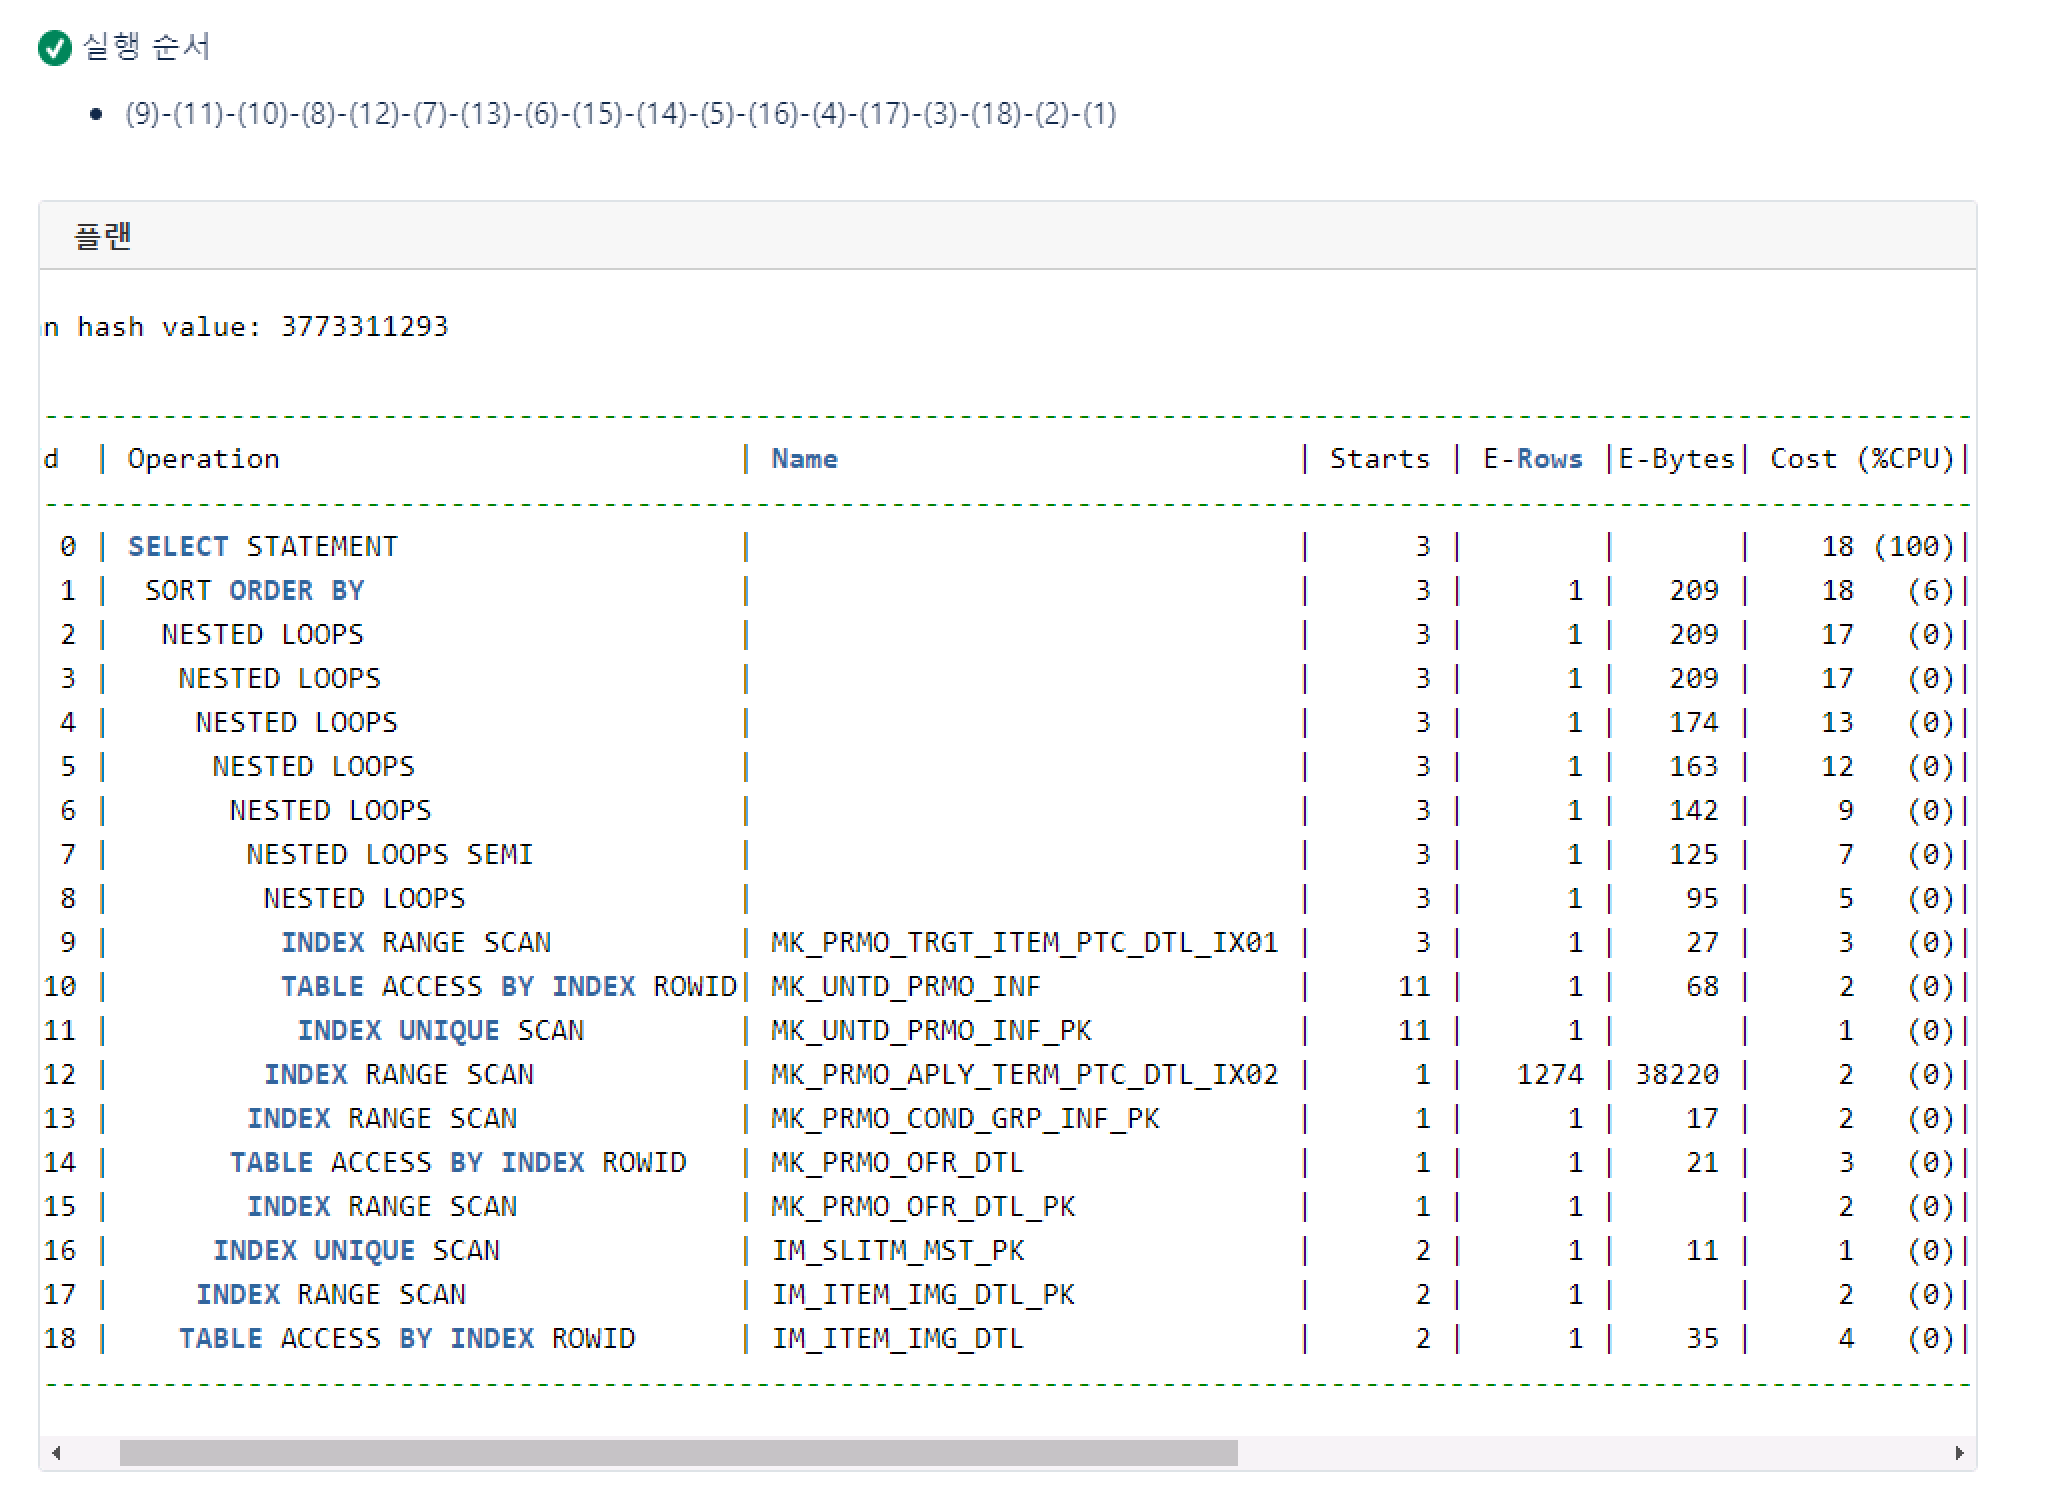 실행 순서
• (9)-(11)-(10)-(8)-(12)-(7)-(13)-(6)-(15)-(14)-(5)-(16)-(4)-(17)-(3)-(18)-(2)-(1)
플랜
n hash value: 3773311293
d | Operation | Name | Starts | E-Rows |E-Bytes| Cost (%CPU)|
0 | SELECT STATEMENT | | 3 | | | 18 (100)|
1 | SORT ORDER BY | | 3 | 1 | 209 | 18 (6)|
2 | NESTED LOOPS | | 3 | 1 | 209 | 17 (0)|
3 | NESTED LOOPS | | 3 | 1 | 209 | 17 (0)|
4 | NESTED LOOPS | | 3 | 1 | 174 | 13 (0)|
5 | NESTED LOOPS | | 3 | 1 | 163 | 12 (0)|
6 | NESTED LOOPS | | 3 | 1 | 142 | 9 (0)|
7 | NESTED LOOPS SEMI | | 3 | 1 | 125 | 7 (0)|
8 | NESTED LOOPS | | 3 | 1 | 95 | 5 (0)|
9 | INDEX RANGE SCAN | MK_PRMO_TRGT_ITEM_PTC_DTL_IX01 | 3 | 1 | 27 | 3 (0)|
10 | TABLE ACCESS BY INDEX ROWID| MK_UNTD_PRMO_INF | 11 | 1 | 68 | 2 (0)|
11 | INDEX UNIQUE SCAN | MK_UNTD_PRMO_INF_PK | 11 | 1 | | 1 (0)|
12 | INDEX RANGE SCAN | MK_PRMO_APLY_TERM_PTC_DTL_IX02 | 1 | 1274 | 38220 | 2 (0)|
13 | INDEX RANGE SCAN | MK_PRMO_COND_GRP_INF_PK | 1 | 1 | 17 | 2 (0)|
14 | TABLE ACCESS BY INDEX ROWID | MK_PRMO_OFR_DTL | 1 | 1 | 21 | 3 (0)|
15 | INDEX RANGE SCAN | MK_PRMO_OFR_DTL_PK | 1 | 1 | | 2 (0)|
16 | INDEX UNIQUE SCAN | IM_SLITM_MST_PK | 2 | 1 | 11 | 1 (0)|
17 | INDEX RANGE SCAN | IM_ITEM_IMG_DTL_PK | 2 | 1 | | 2 (0)|
18 | TABLE ACCESS BY INDEX ROWID | IM_ITEM_IMG_DTL | 2 | 1 | 35 | 4 (0)|